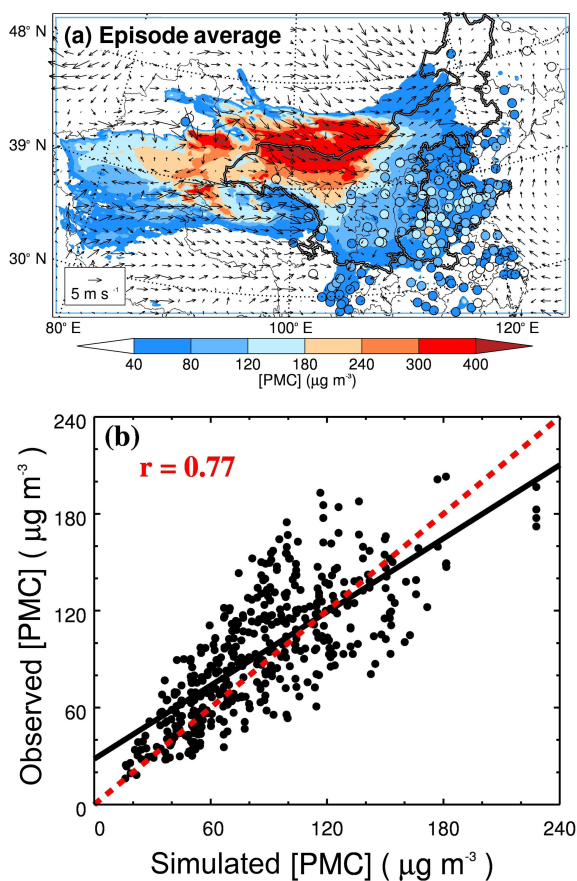 48° N
(a) Episode average
39° N
30° N
5 m s⁻¹
80° E
100° E
120° E
40 80 120 180 240 300 400
[PMC] (μg m⁻³)
(b)
r = 0.77
240
180
120
60
0
Observed [PMC] ( μg m⁻³ )
0 60 120 180 240
Simulated [PMC] ( μg m⁻³ )